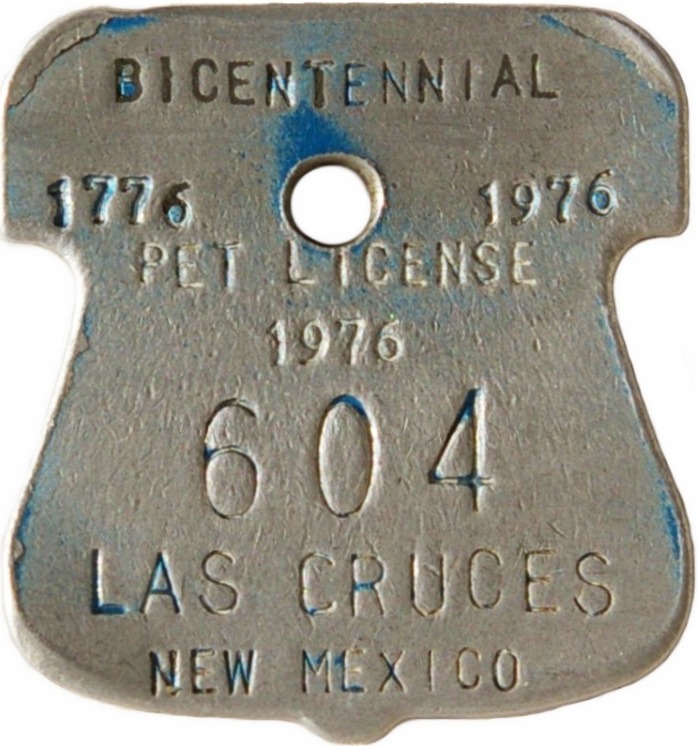 BICENTENNIAL
1776 1976
PET LICENSE
1976
604
LAS CRUCES
NEW MEXICO